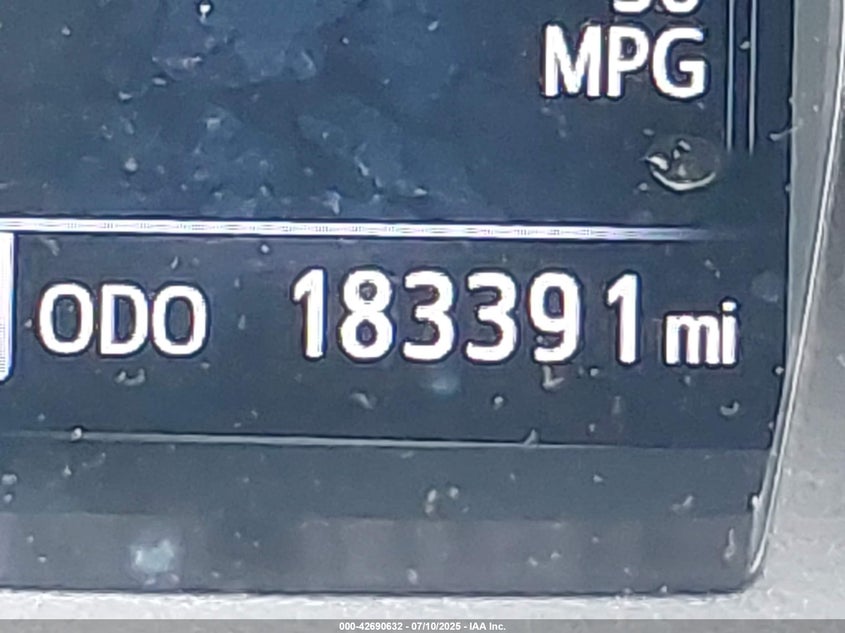 MPG
ODO 183391 mi
000-42690632 - 07/10/2025 - IAA Inc.